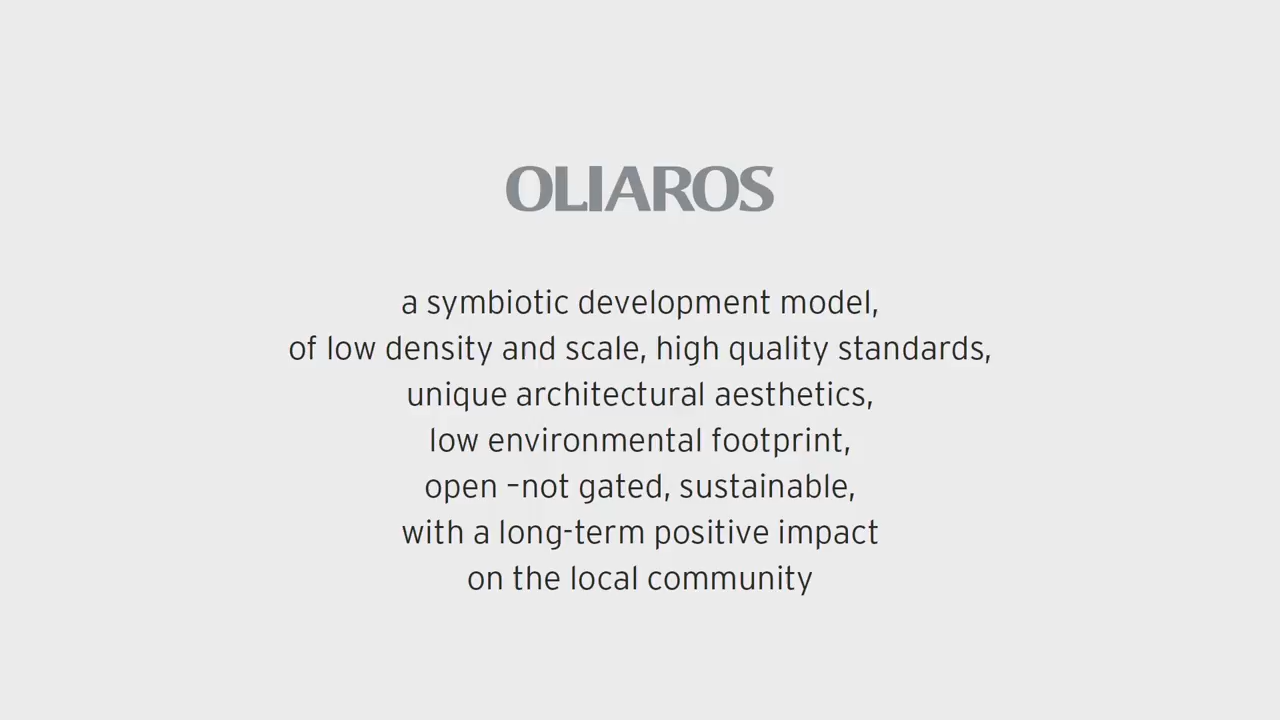 OLIAROS
a symbiotic development model,
of low density and scale, high quality standards,
unique architectural aesthetics,
low environmental footprint,
open –not gated, sustainable,
with a long-term positive impact
on the local community